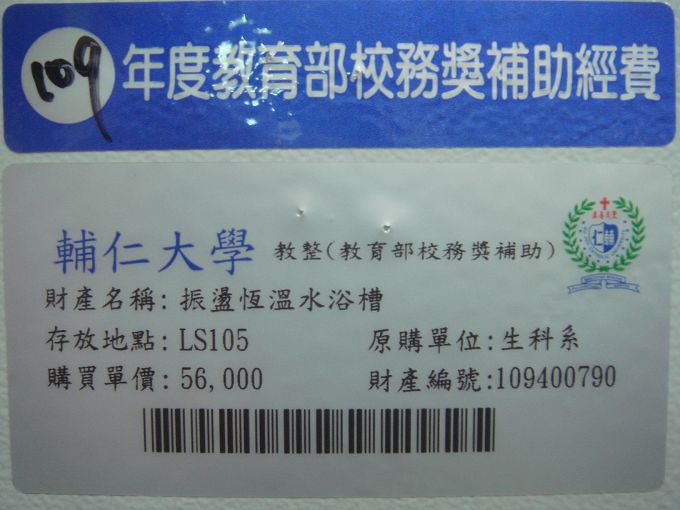 109年度教育部校務獎補助經費
輔仁大學 教整(教育部校務獎補助)
財產名稱: 振盪恆溫水浴槽
存放地點: LS105 原購單位:生科系
購買單價: 56,000 財產編號:109400790